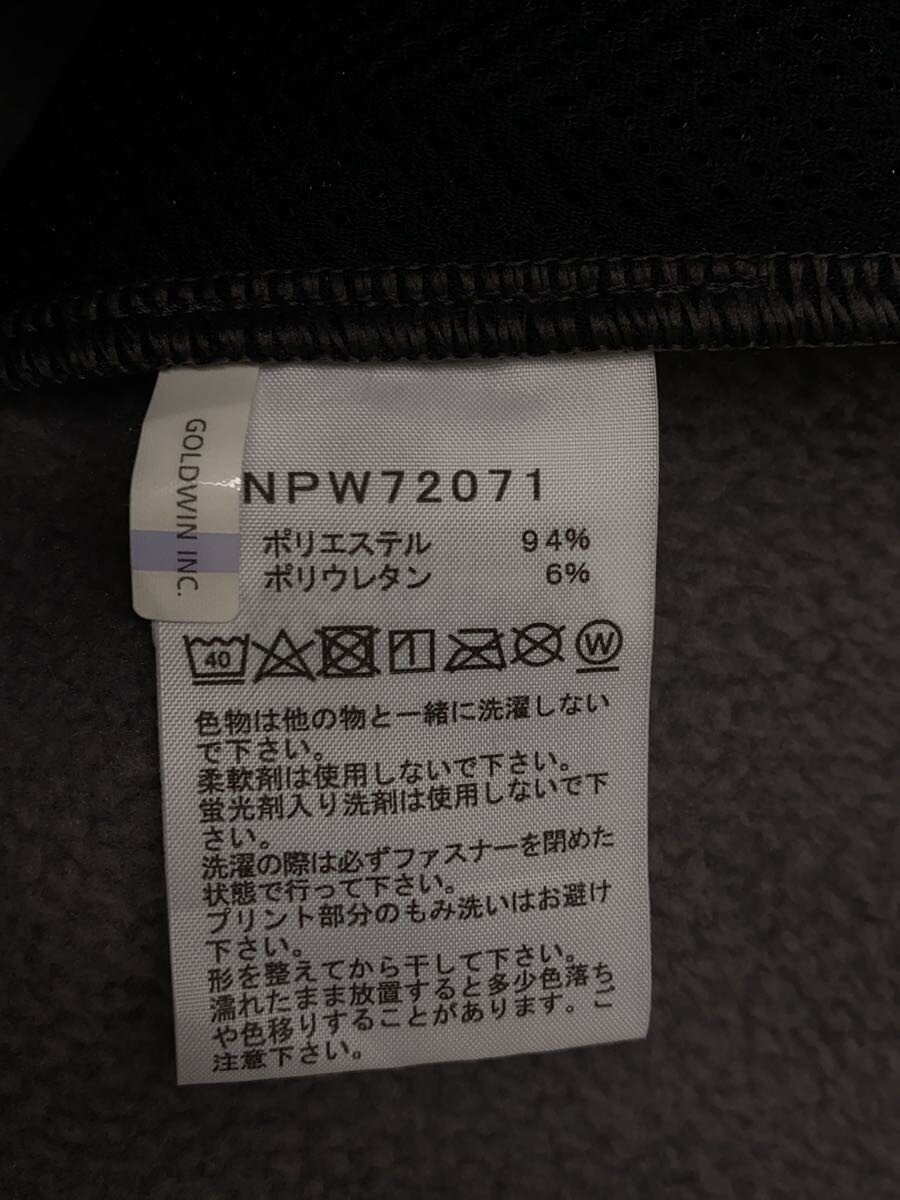 GOLDWIN INC.
NPW72071
ポリエステル 94%
ポリウレタン 6%
40 W
色物は他の物と一緒に洗濯しない
で下さい。
柔軟剤は使用しないで下さい。
蛍光剤入り洗剤は使用しないで下
さい。
洗濯の際は必ずファスナーを閉めた
状態で行って下さい。
プリント部分のもみ洗いはお避け
下さい。
形を整えてから干して下さい。
濡れたまま放置すると多少色落ち
や色移りすることがあります。ご
注意下さい。